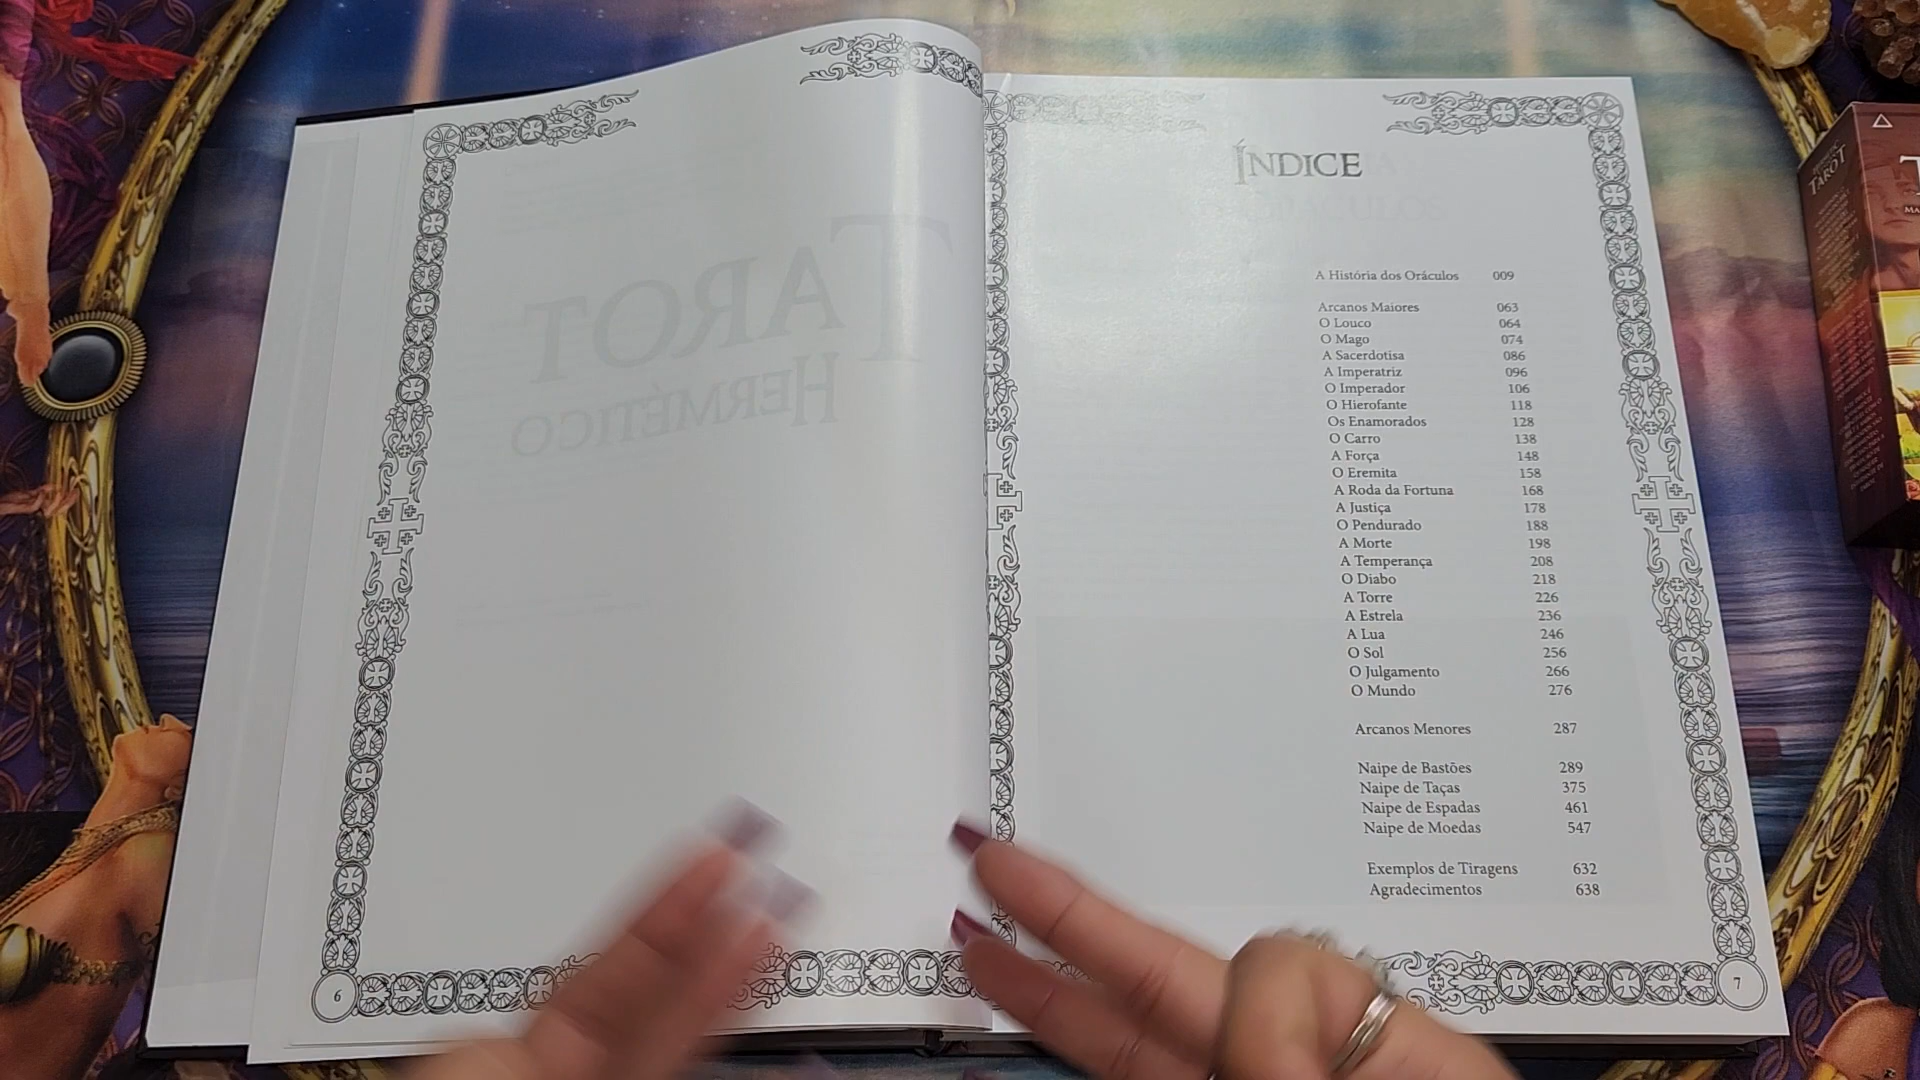 TAROT
HERMÉTICO
6
ÍNDICE
A História dos Oráculos 009
Arcanos Maiores 063
O Louco 064
O Mago 074
A Sacerdotisa 086
A Imperatriz 096
O Imperador 106
O Hierofante 118
Os Enamorados 128
O Carro 138
A Força 148
O Eremita 158
A Roda da Fortuna 168
A Justiça 178
O Pendurado 188
A Morte 198
A Temperança 208
O Diabo 218
A Torre 226
A Estrela 236
A Lua 246
O Sol 256
O Julgamento 266
O Mundo 276
Arcanos Menores 287
Naipe de Bastões 289
Naipe de Taças 375
Naipe de Espadas 461
Naipe de Moedas 547
Exemplos de Tiragens 632
Agradecimentos 638
7
TAROT